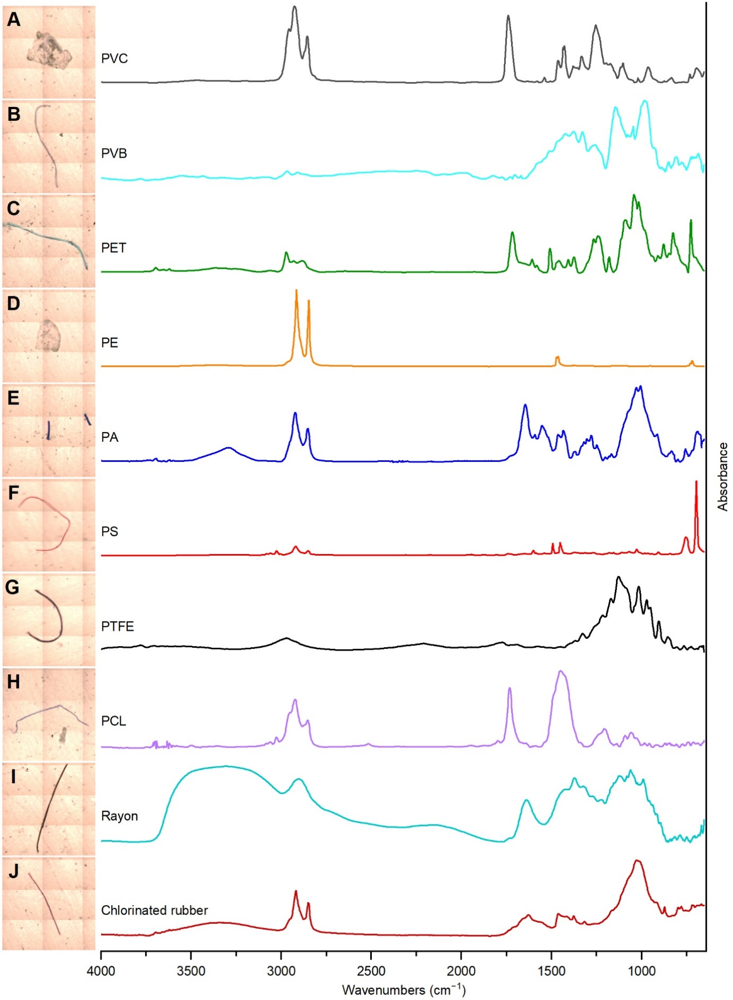 A
PVC
B
PVB
C
PET
D
PE
E
PA
F
PS
G
PTFE
H
PCL
I
Rayon
J
Chlorinated rubber
Absorbance
4000 3500 3000 2500 2000 1500 1000
Wavenumbers (cm⁻¹)